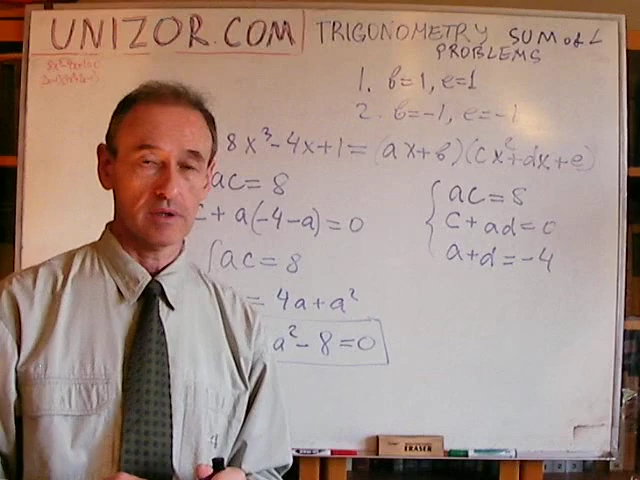 UNIZOR.COM TRIGONOMETRY SUM of L
PROBLEMS
1. b=1, e=1
2. b=-1, e=-1
8x³-4x+1=(ax+b)(cx²+dx+e)
ac=8
+a(-4-a)=0
ac=8
=4a+a²
a²-8=0
ac=8
c+ad=0
a+d=-4
ERASER